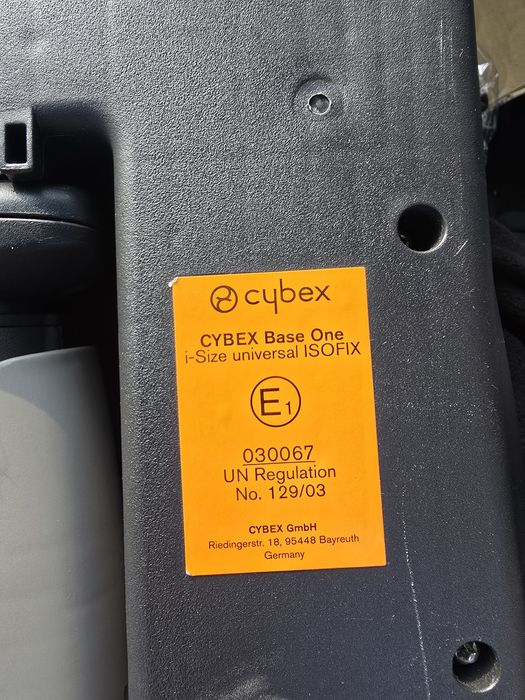 cybex
CYBEX Base One
i-Size universal ISOFIX
E1
030067
UN Regulation
No. 129/03
CYBEX GmbH
Riedingerstr. 18, 95448 Bayreuth
Germany